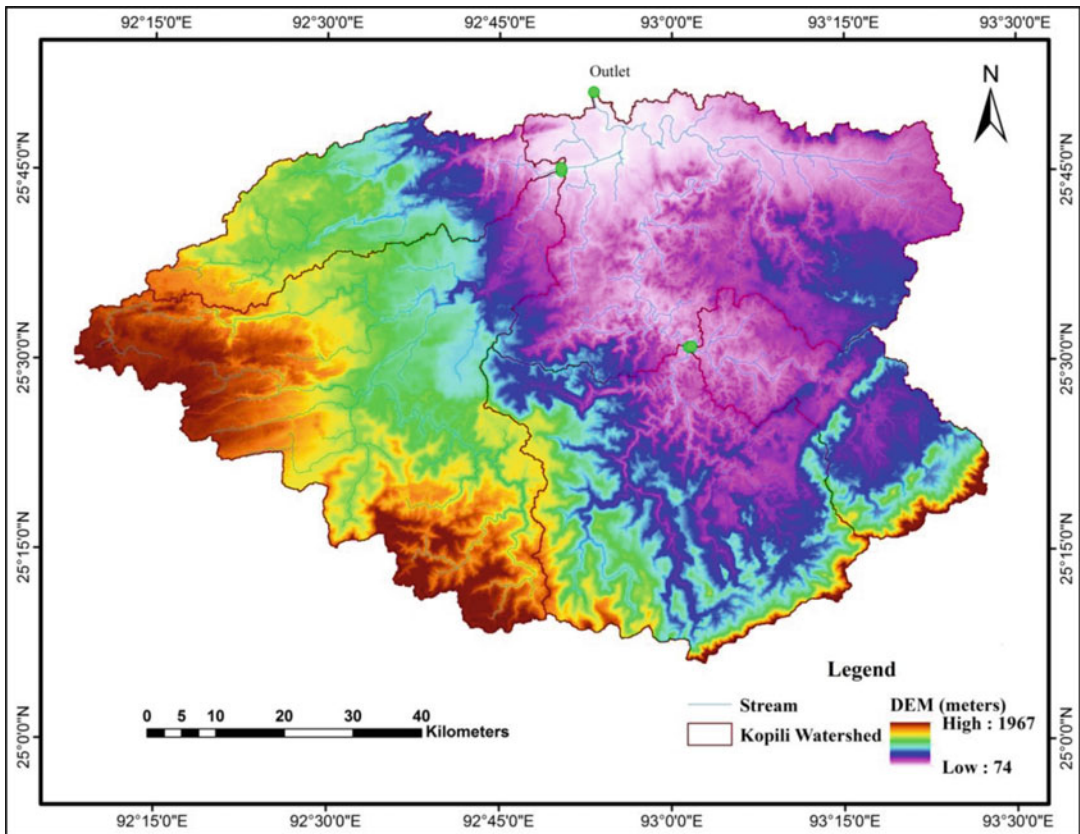 92°15'0"E 92°30'0"E 92°45'0"E 93°0'0"E 93°15'0"E 93°30'0"E
Outlet
N
25°45'0"N 25°45'0"N
25°30'0"N 25°30'0"N
25°15'0"N 25°15'0"N
25°0'0"N 25°0'0"N
Legend
Stream
Kopili Watershed
DEM (meters)
High : 1967
Low : 74
0 5 10 20 30 40
Kilometers
92°15'0"E 92°30'0"E 92°45'0"E 93°0'0"E 93°15'0"E 93°30'0"E